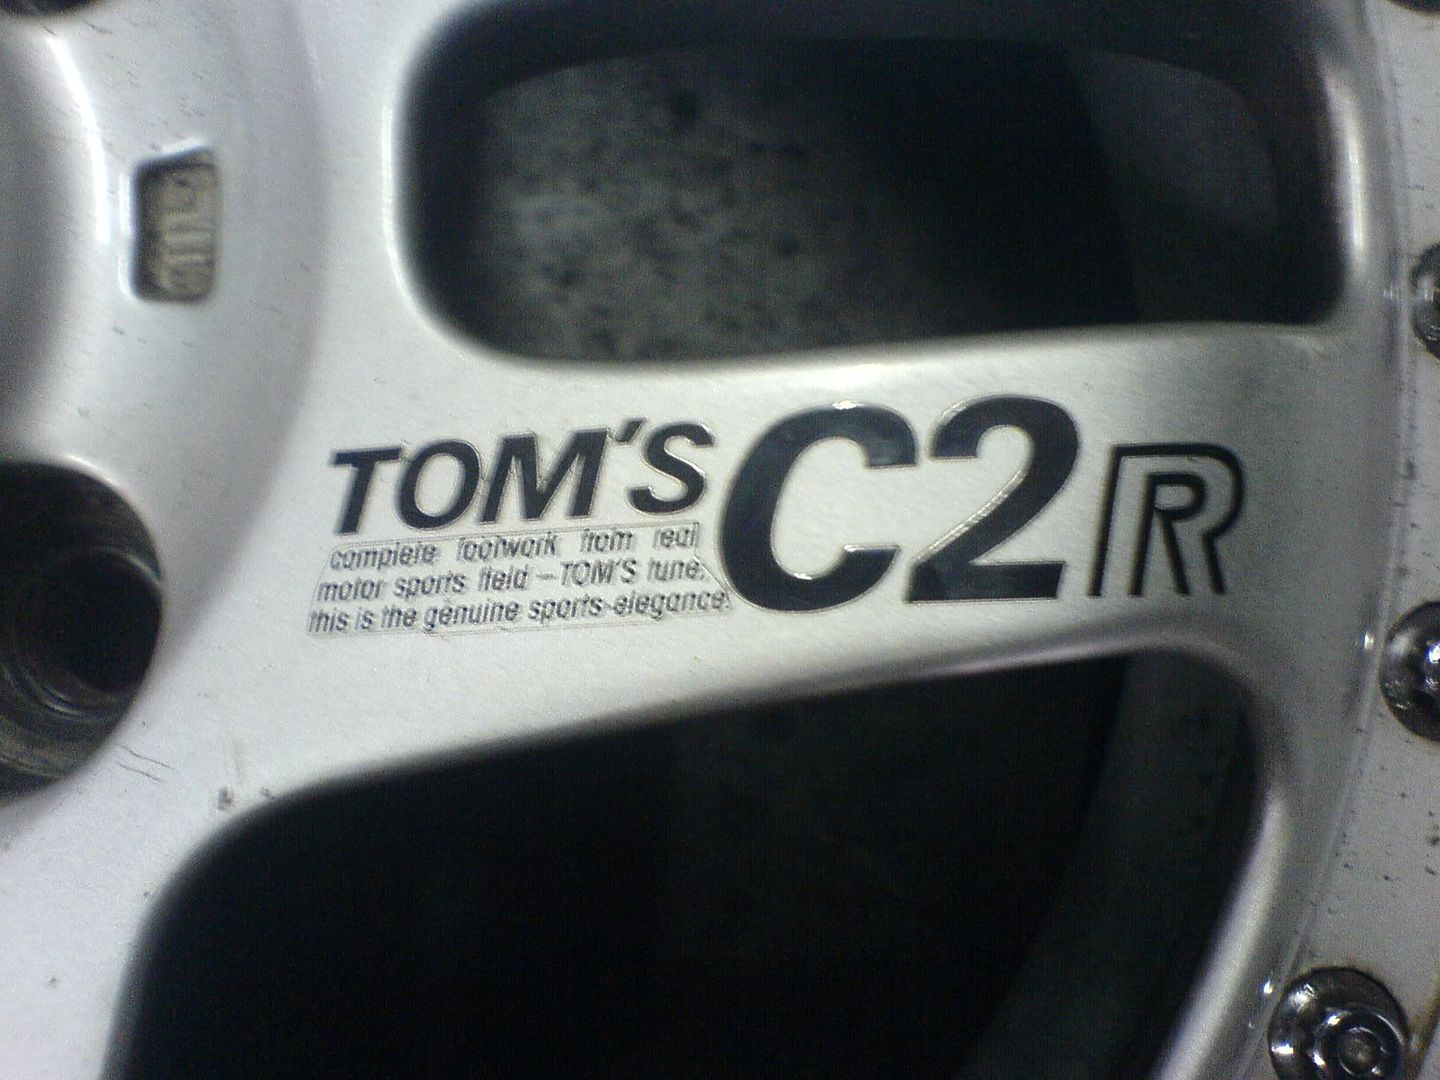 TOM'S C2R
complete footwork from real
motor sports field – TOM'S tune.
this is the genuine sports-elegance.